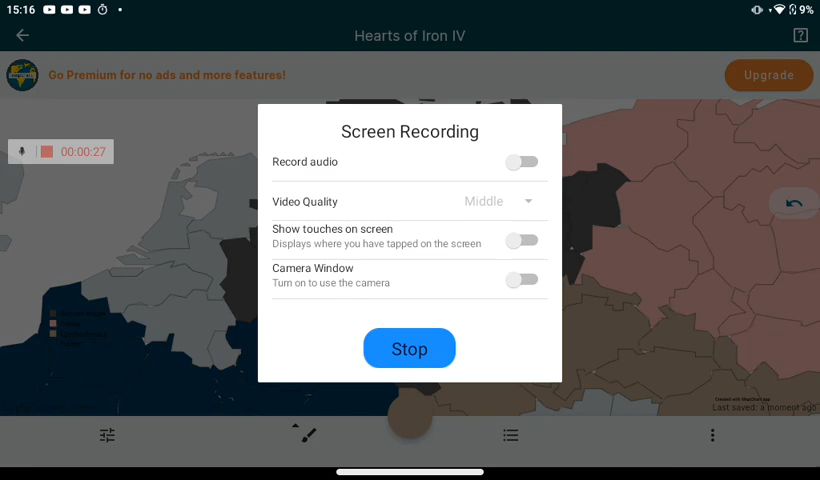 15:16
9%
Hearts of Iron IV
Go Premium for no ads and more features!
Upgrade
00:00:27
Screen Recording
Record audio
Video Quality
Middle
Show touches on screen
Displays where you have tapped on the screen
Camera Window
Turn on to use the camera
Stop
Created with MapChart.app
Last saved: a moment ago